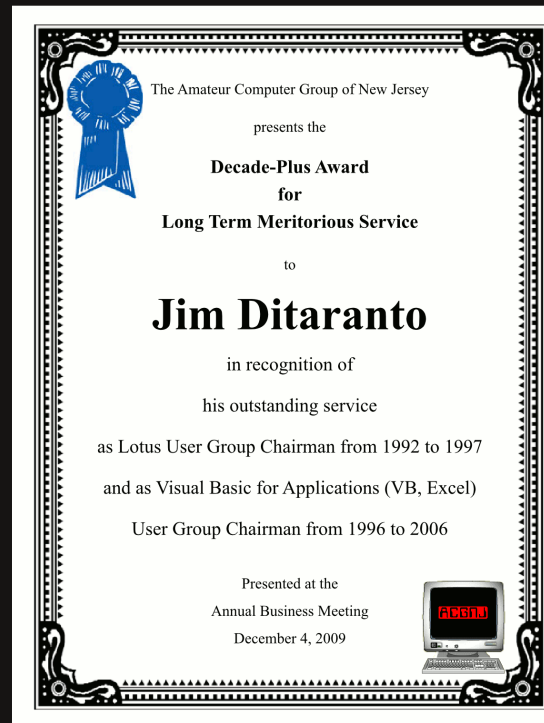 The Amateur Computer Group of New Jersey
presents the
Decade-Plus Award
for
Long Term Meritorious Service
to
Jim Ditaranto
in recognition of
his outstanding service
as Lotus User Group Chairman from 1992 to 1997
and as Visual Basic for Applications (VB, Excel)
User Group Chairman from 1996 to 2006
Presented at the
Annual Business Meeting
December 4, 2009
ACGNJ